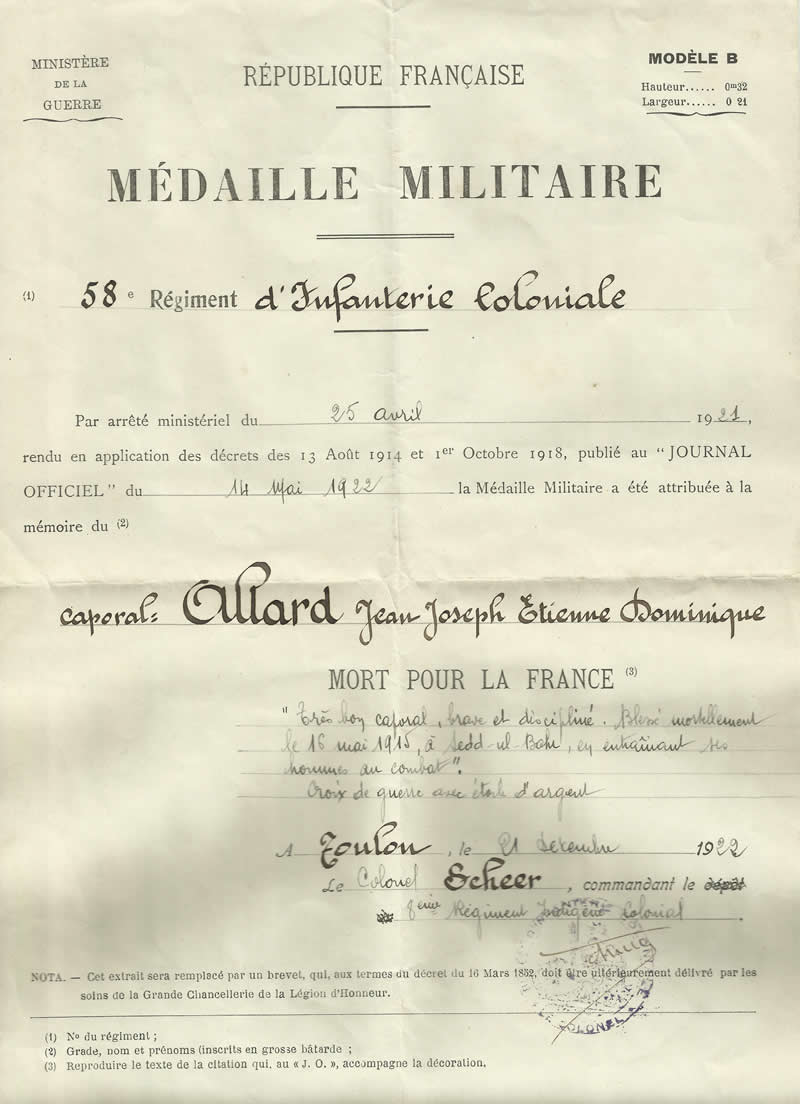 MINISTÈRE
DE LA
GUERRE
RÉPUBLIQUE FRANÇAISE
MODÈLE B
Hauteur...... 0m32
Largeur...... 0 21
MÉDAILLE MILITAIRE
(1) 58e Régiment d'Infanterie Coloniale
Par arrêté ministériel du 25 avril 1921,
rendu en application des décrets des 13 Août 1914 et 1er Octobre 1918, publié au "JOURNAL
OFFICIEL" du 14 Mai 1922 la Médaille Militaire a été attribuée à la
mémoire du (2)
caporal: Allard Jean Joseph Etienne Dominique
MORT POUR LA FRANCE (3)
"Très bon caporal, brave et discipliné. Blessé mortellement
le 16 mai 1915, à Sedd-ul-Bahr, en entraînant ses
hommes au combat".
Croix de guerre avec étoile d'argent
A Toulon, le 21 Décembre 1922
Le Colonel Scheer, commandant le dépôt
8ème Régiment Colonial
NOTA. — Cet extrait sera remplacé par un brevet, qui, aux termes du décret du 16 Mars 1852, doit être ultérieurement délivré par les
soins de la Grande Chancellerie de la Légion d'Honneur.
COLONEL
(1) No du régiment ;
(2) Grade, nom et prénoms (inscrits en grosse bâtarde ;
(3) Reproduire le texte de la citation qui, au « J. O. », accompagne la décoration.